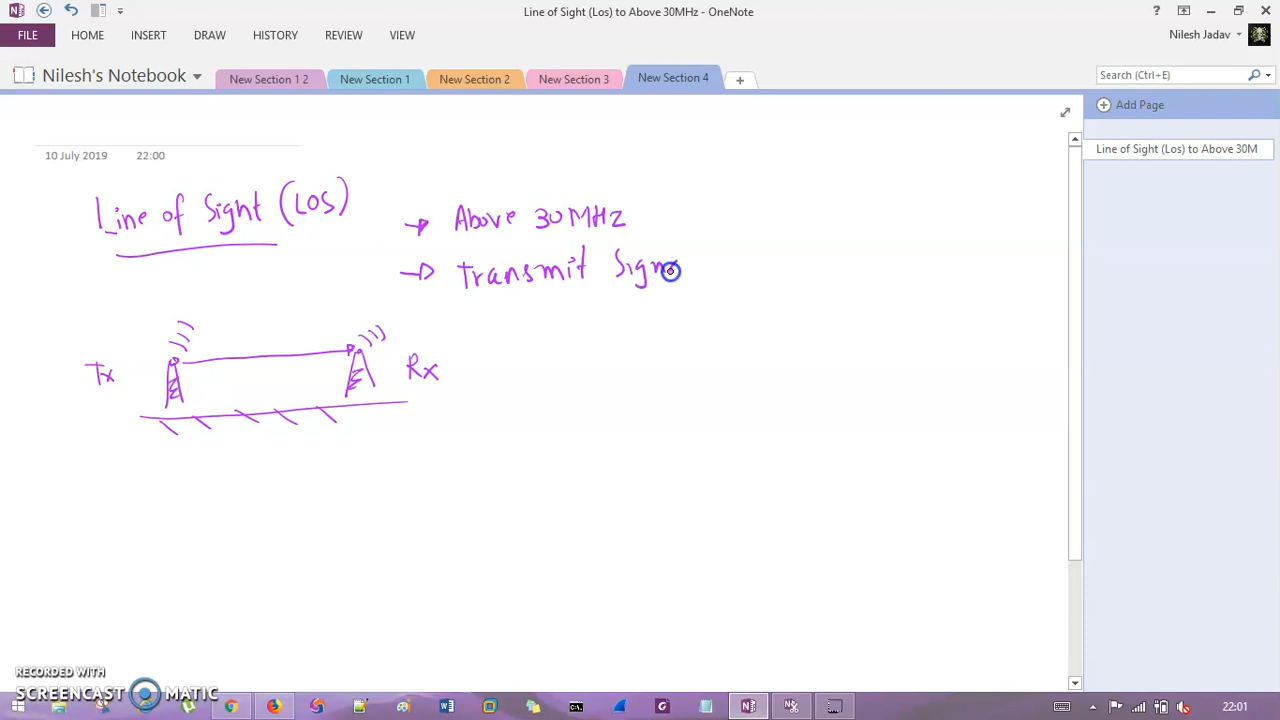 Line of Sight (Los) to Above 30MHz - OneNote
FILE HOME INSERT DRAW HISTORY REVIEW VIEW
Nilesh Jadav
Nilesh's Notebook
New Section 1 2
New Section 1
New Section 2
New Section 3
New Section 4
Search (Ctrl+E)
Add Page
Line of Sight (Los) to Above 30M
10 July 2019 22:00
Line of Sight (LOS)
Above 30MHz
Transmit Sign
Tx
Rx
RECORDED WITH
SCREENCAST MATIC
22:01